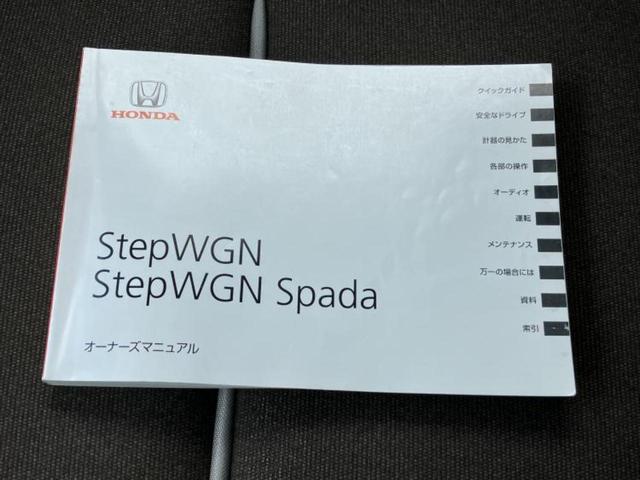 HONDA
StepWGN
StepWGN Spada
オーナーズマニュアル
クイックガイド
安全なドライブ
計器の見かた
各部の操作
オーディオ
運転
メンテナンス
万一の場合には
資料
索引